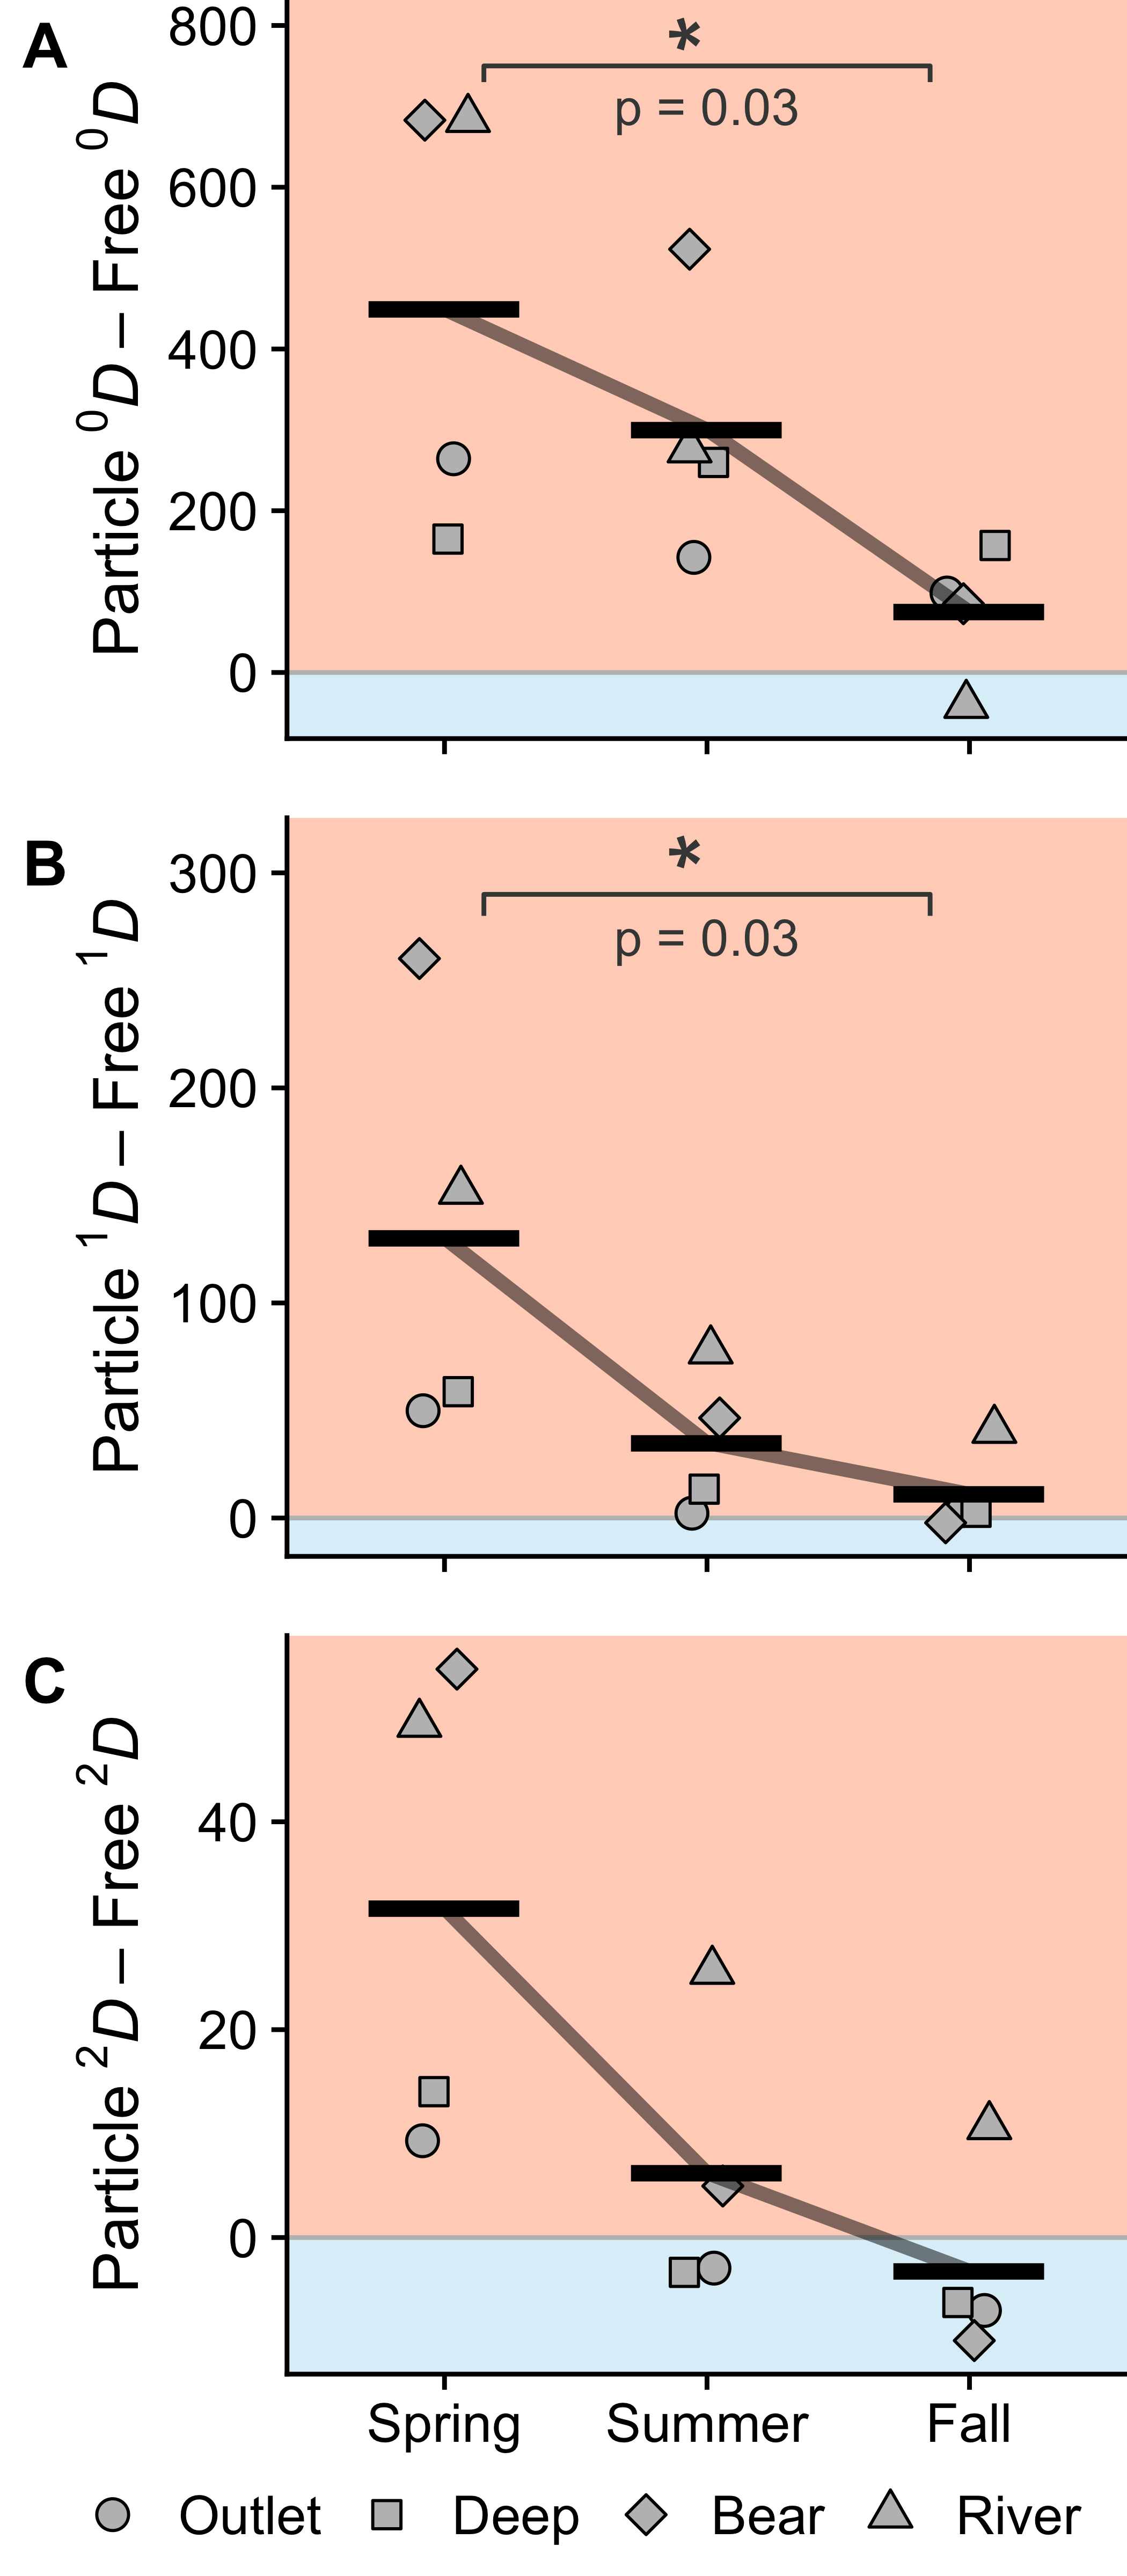 A
Particle ⁰D – Free ⁰D
800
600
400
200
0
*
p = 0.03
B
Particle ¹D – Free ¹D
300
200
100
0
*
p = 0.03
C
Particle ²D – Free ²D
40
20
0
Spring Summer Fall
Outlet Deep Bear River